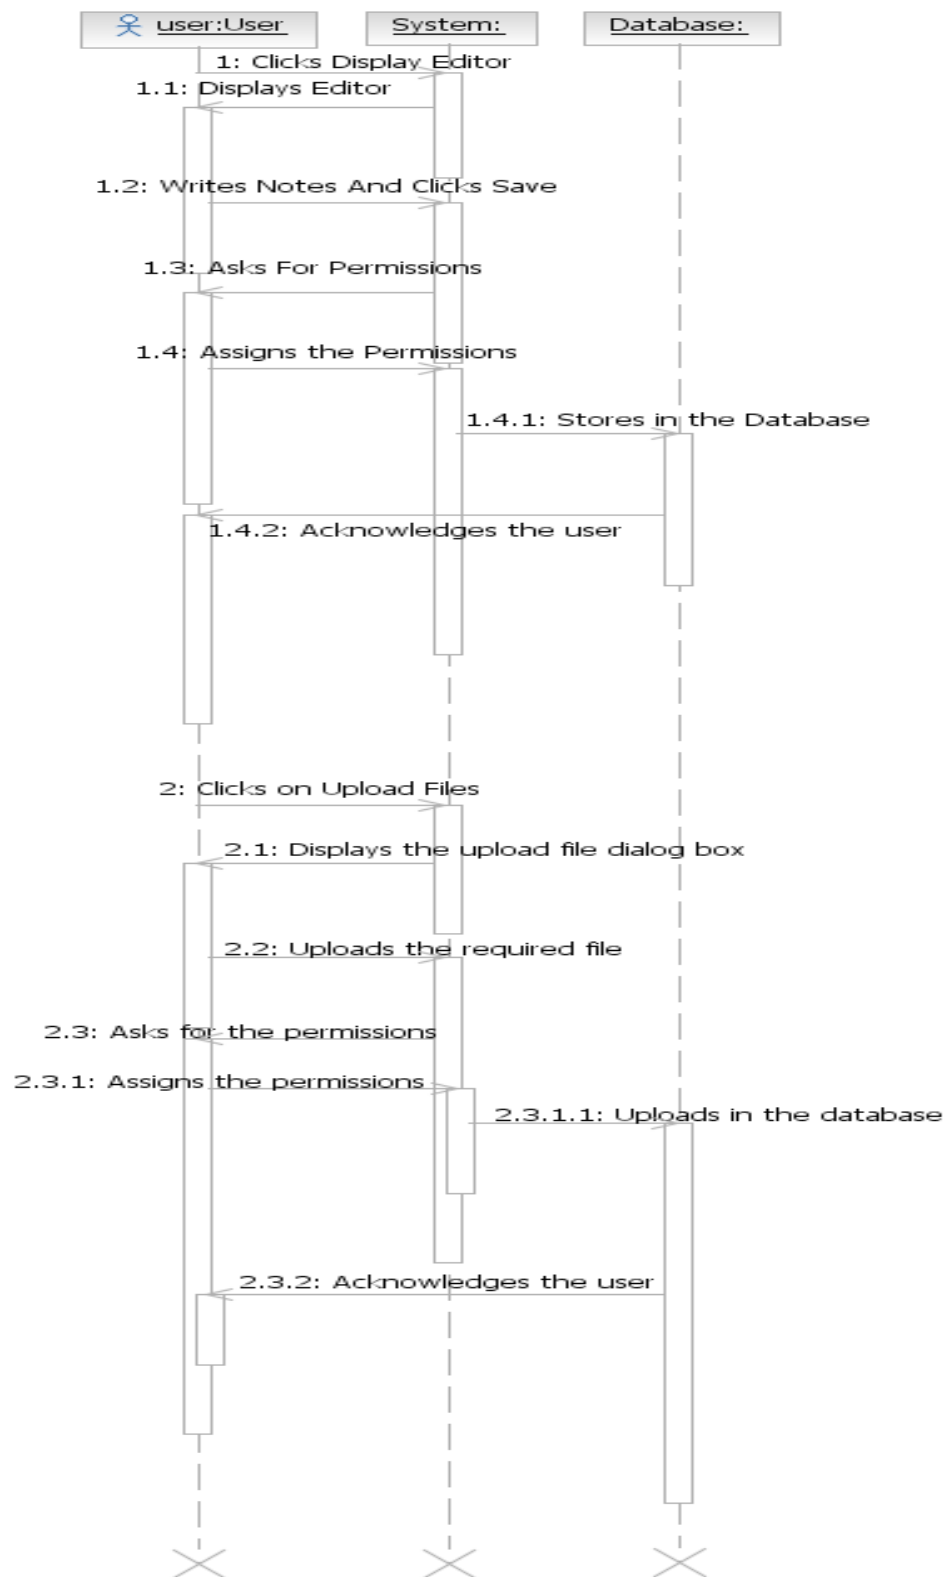 user:User
System:
Database:
1: Clicks Display Editor
1.1: Displays Editor
1.2: Writes Notes And Clicks Save
1.3: Asks For Permissions
1.4: Assigns the Permissions
1.4.1: Stores in the Database
1.4.2: Acknowledges the user
2: Clicks on Upload Files
2.1: Displays the upload file dialog box
2.2: Uploads the required file
2.3: Asks for the permissions
2.3.1: Assigns the permissions
2.3.1.1: Uploads in the database
2.3.2: Acknowledges the user